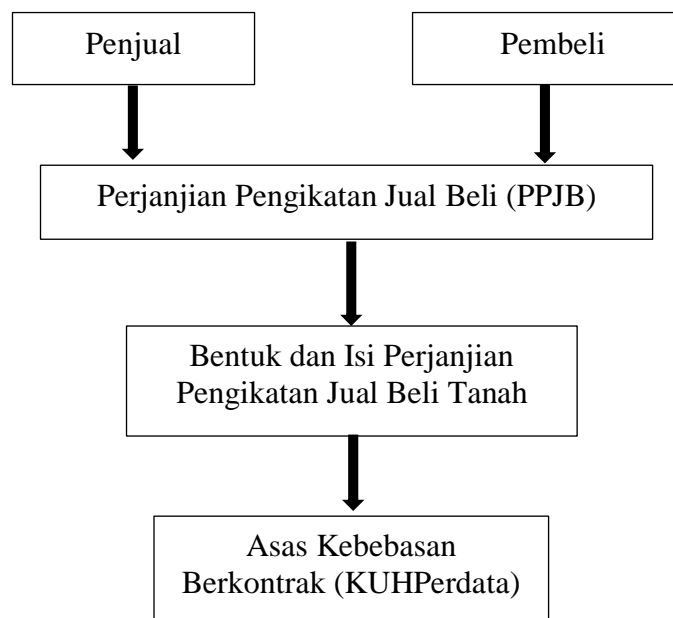 Penjual
Pembeli
Perjanjian Pengikatan Jual Beli (PPJB)
Bentuk dan Isi Perjanjian
Pengikatan Jual Beli Tanah
Asas Kebebasan
Berkontrak (KUHPerdata)